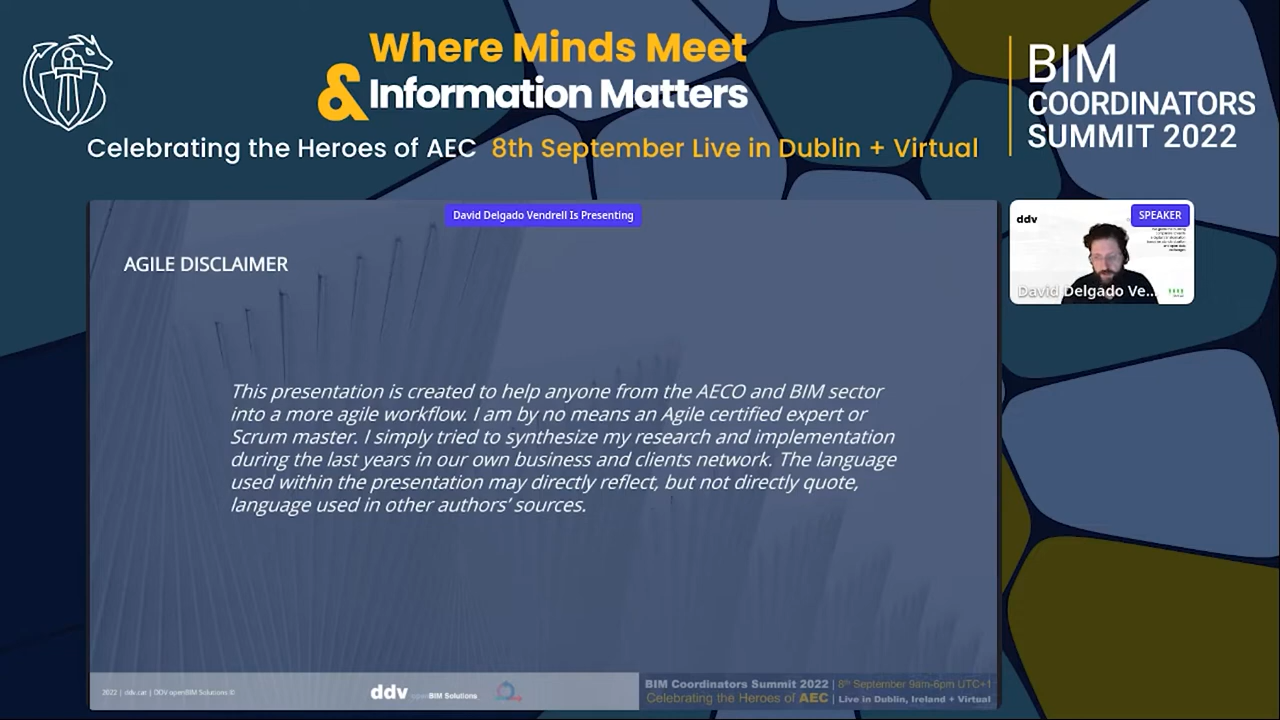 Where Minds Meet
& Information Matters
Celebrating the Heroes of AEC 8th September Live in Dublin + Virtual
BIM
COORDINATORS
SUMMIT 2022
David Delgado Vendrell Is Presenting
SPEAKER
ddv
David Delgado Ve...
AGILE DISCLAIMER
This presentation is created to help anyone from the AECO and BIM sector
into a more agile workflow. I am by no means an Agile certified expert or
Scrum master. I simply tried to synthesize my research and implementation
during the last years in our own business and clients network. The language
used within the presentation may directly reflect, but not directly quote,
language used in other authors’ sources.
2022 | ddv.cat | DDV openBIM Solutions ©
ddv openBIM Solutions
BIM Coordinators Summit 2022 | 8th September 9am-6pm UTC+1
Celebrating the Heroes of AEC | Live in Dublin, Ireland + Virtual